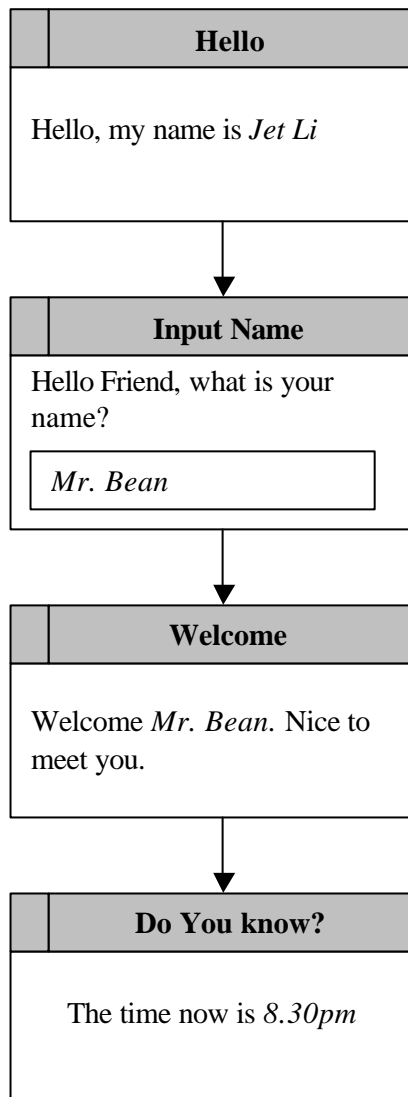 Hello
Hello, my name is Jet Li
Input Name
Hello Friend, what is your
name?
Mr. Bean
Welcome
Welcome Mr. Bean. Nice to
meet you.
Do You know?
The time now is 8.30pm